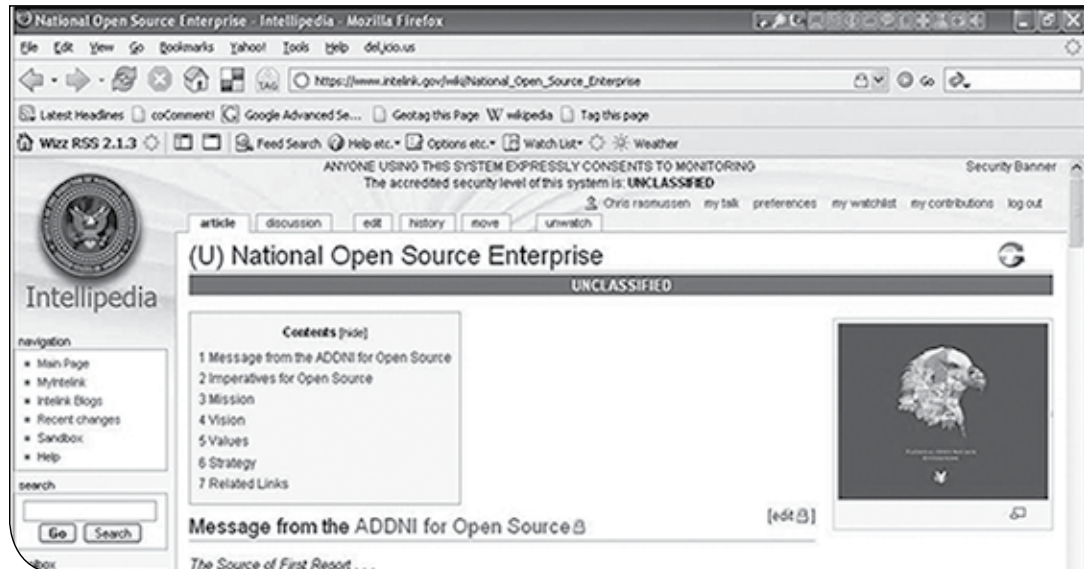 National Open Source Enterprise - Intellipedia - Mozilla Firefox
File Edit View Go Bookmarks Yahoo! Tools Help del.icio.us
TAG https://www.intelink.gov/wiki/National_Open_Source_Enterprise Go
Latest Headlines coComment! Google Advanced Se... Geotag this Page wikipedia Tag this page
Wizz RSS 2.1.3 Feed Search Help etc. Options etc. Watch List Weather
ANYONE USING THIS SYSTEM EXPRESSLY CONSENTS TO MONITORING Security Banner
The accredited security level of this system is: UNCLASSIFIED
Chris rasmussen my talk preferences my watchlist my contributions log out
article discussion edit history move unwatch
(U) National Open Source Enterprise
UNCLASSIFIED
Intellipedia
navigation
Main Page
MyIntelink
Intelink Blogs
Recent changes
Sandbox
Help
search
Go Search
Contents [hide]
1 Message from the ADDNI for Open Source
2 Imperatives for Open Source
3 Mission
4 Vision
5 Values
6 Strategy
7 Related Links
Message from the ADDNI for Open Source [edit]
The Source of First Report . . .